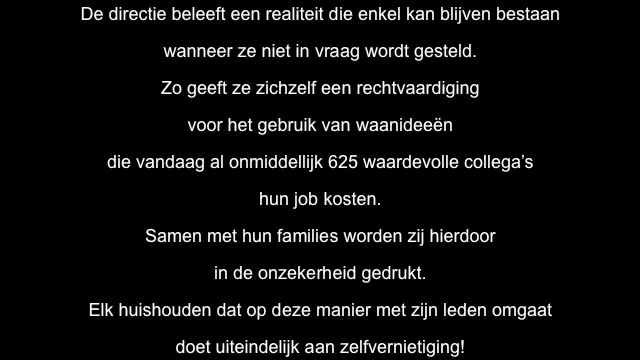 De directie beleeft een realiteit die enkel kan blijven bestaan
wanneer ze niet in vraag wordt gesteld.
Zo geeft ze zichzelf een rechtvaardiging
voor het gebruik van waanideeën
die vandaag al onmiddellijk 625 waardevolle collega’s
hun job kosten.
Samen met hun families worden zij hierdoor
in de onzekerheid gedrukt.
Elk huishouden dat op deze manier met zijn leden omgaat
doet uiteindelijk aan zelfvernietiging!